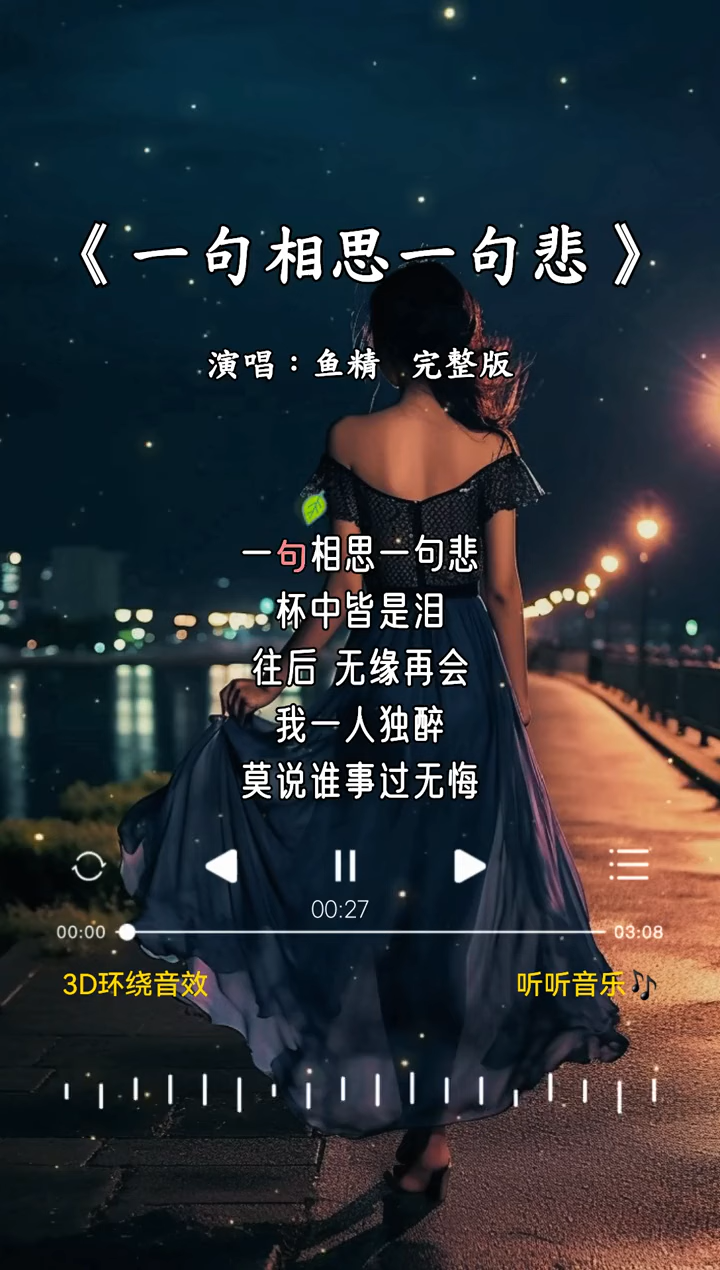 《一句相思一句悲》
演唱：鱼精 完整版
一句相思一句悲
杯中皆是泪
往后 无缘再会
我一人独醉
莫说谁事过无悔
00:27
00:00 03:08
3D环绕音效 听听音乐